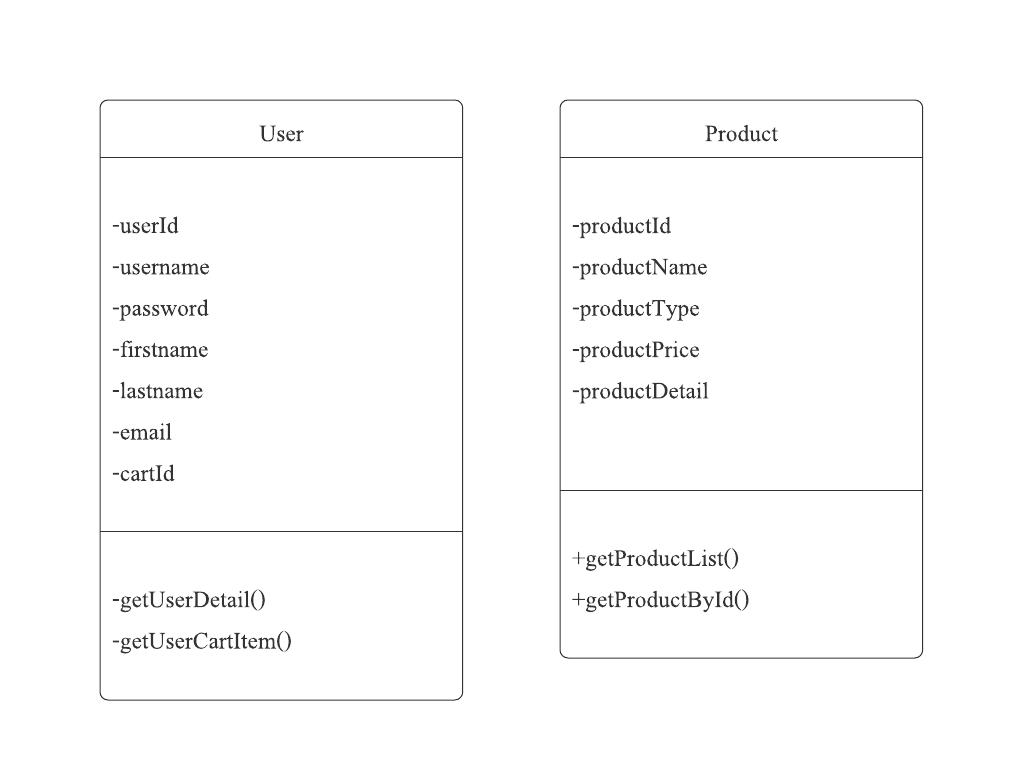 User
-userId
-username
-password
-firstname
-lastname
-email
-cartId
-getUserDetail()
-getUserCartItem()
Product
-productId
-productName
-productType
-productPrice
-productDetail
+getProductList()
+getProductById()